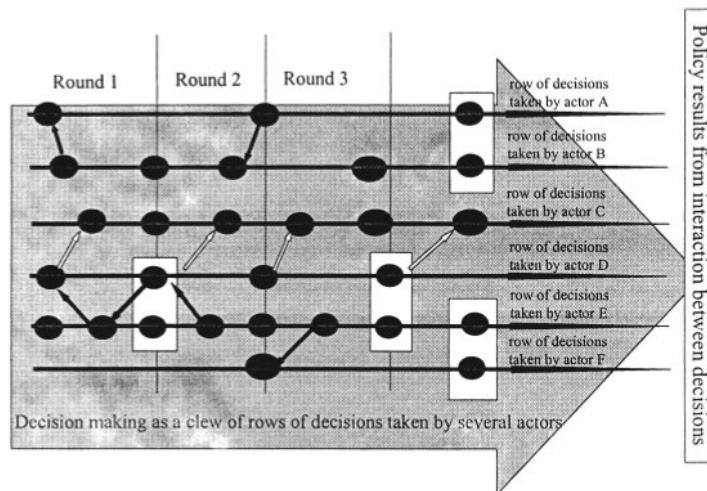 Round 1
Round 2
Round 3
row of decisions
taken by actor A
row of decisions
taken by actor B
row of decisions
taken by actor C
row of decisions
taken by actor D
row of decisions
taken by actor E
row of decisions
taken by actor F
Decision making as a clew of rows of decisions taken by several actors
Policy results from interaction between decisions